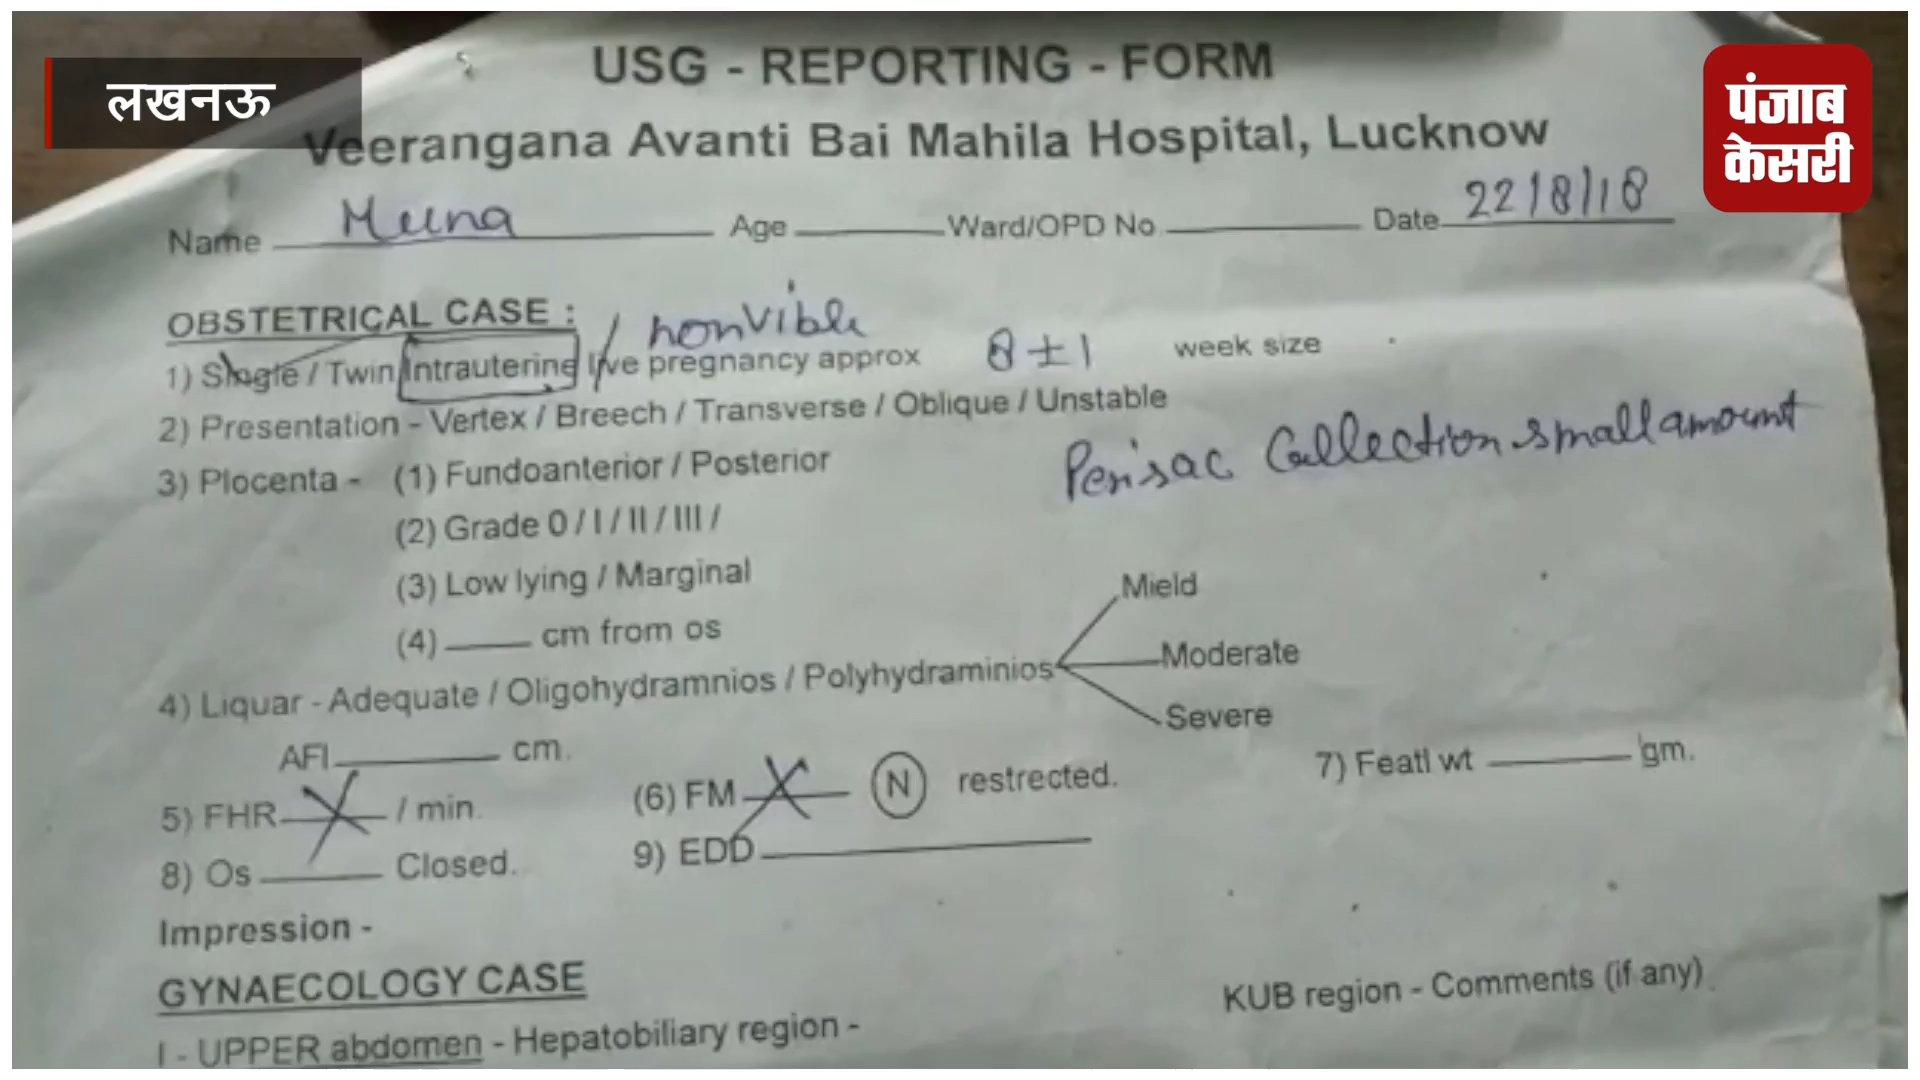 लखनऊ
पंजाब
केसरी
USG - REPORTING - FORM
Veerangana Avanti Bai Mahila Hospital, Lucknow
Name Meena Age Ward/OPD No. Date 22/8/18
OBSTETRICAL CASE :
/ nonvible
1) Single / Twin Intrauterine live pregnancy approx 8 ± 1 week size
2) Presentation - Vertex / Breech / Transverse / Oblique / Unstable
Perisac Collection small amount
3) Plocenta - (1) Fundoanterior / Posterior
(2) Grade 0 / I / II / III /
(3) Low lying / Marginal
(4) ____ cm from os
4) Liquar - Adequate / Oligohydramnios / Polyhydraminios
Mield
Moderate
Severe
AFI ____ cm.
5) FHR X / min. (6) FM X N restrected. 7) Featl wt ____ gm.
8) Os ____ Closed. 9) EDD ____
Impression -
GYNAECOLOGY CASE
KUB region - Comments (if any)
I - UPPER abdomen - Hepatobiliary region -